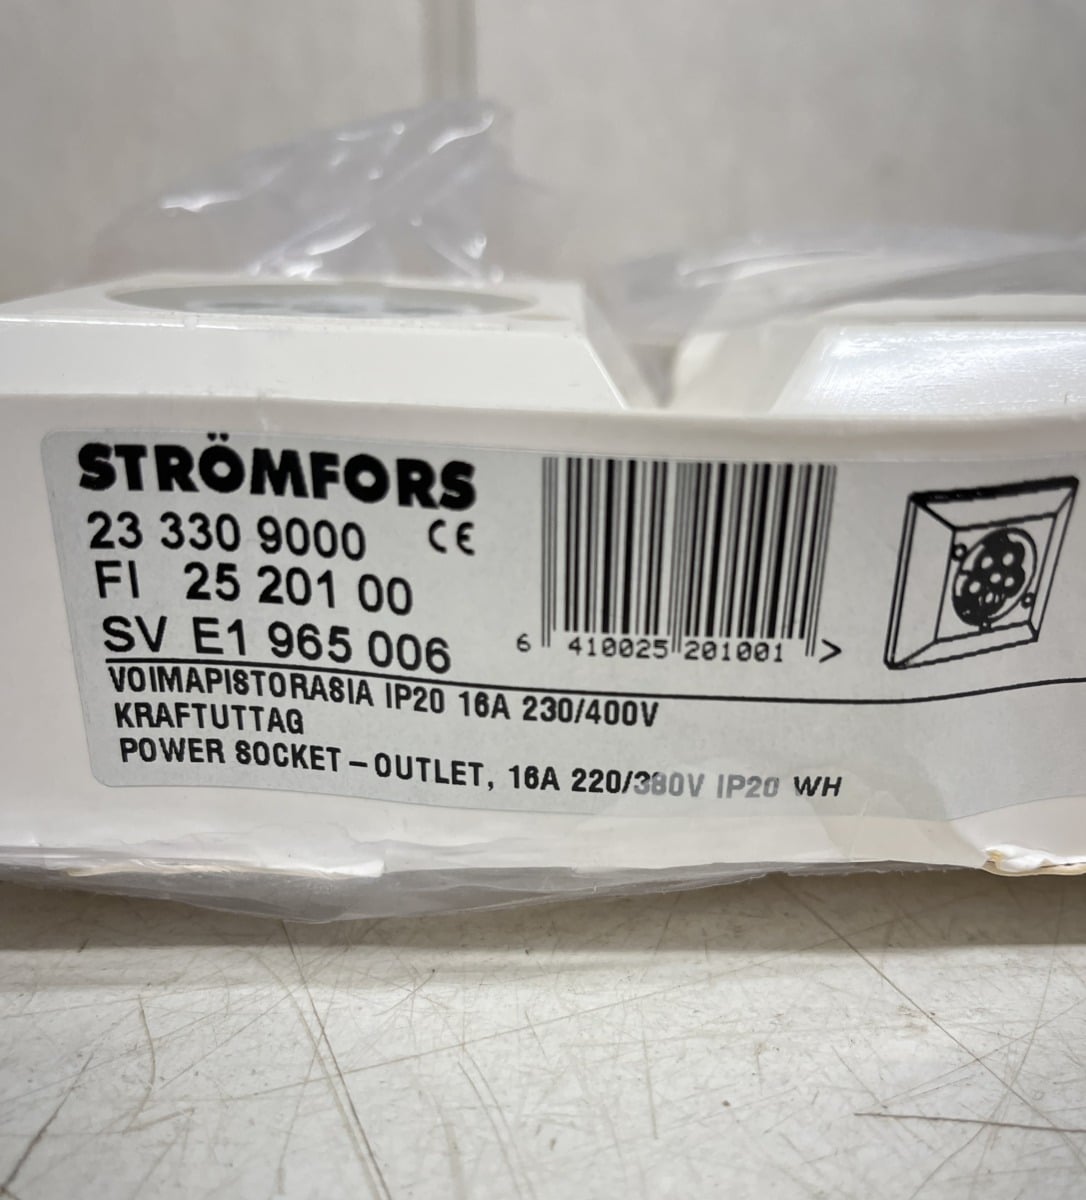 STRÖMFORS
23 330 9000 CE
FI 25 201 00
SV E1 965 006
6 410025 201001 >
VOIMAPISTORASIA IP20 16A 230/400V
KRAFTUTTAG
POWER SOCKET-OUTLET, 16A 220/380V IP20 WH